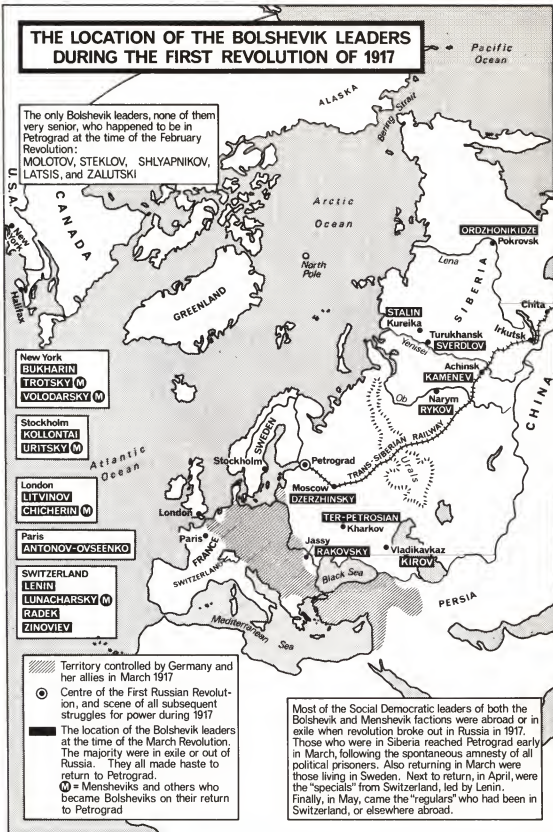 THE LOCATION OF THE BOLSHEVIK LEADERS
DURING THE FIRST REVOLUTION OF 1917
Pacific
Ocean
ALASKA
Bering Strait
The only Bolshevik leaders, none of them
very senior, who happened to be in
Petrograd at the time of the February
Revolution:
MOLOTOV, STEKLOV, SHLYAPNIKOV,
LATSIS, and ZALUTSKI
U.S.A.
CANADA
New York
Halifax
Arctic
Ocean
North
Pole
GREENLAND
ORDZHONIKIDZE
Pokrovsk
Lena
SIBERIA
STALIN
Kureika
Turukhansk
SVERDLOV
Yenisei
Chita
Irkutsk
Achinsk
KAMENEV
Ob
Narym
RYKOV
CHINA
TRANS-SIBERIAN RAILWAY
Urals
New York
BUKHARIN
TROTSKY M
VOLODARSKY M
Stockholm
KOLLONTAI
URITSKY M
London
LITVINOV
CHICHERIN M
Paris
ANTONOV-OVSEENKO
SWITZERLAND
LENIN
LUNACHARSKY M
RADEK
ZINOVIEV
Atlantic
Ocean
SWEDEN
Stockholm
Petrograd
Moscow
DZERZHINSKY
London
Paris
FRANCE
SWITZERLAND
TER-PETROSIAN
Kharkov
Jassy
RAKOVSKY
Vladikavkaz
KIROV
Black Sea
PERSIA
Mediterranean Sea
Territory controlled by Germany and
her allies in March 1917
Centre of the First Russian Revolut-
ion, and scene of all subsequent
struggles for power during 1917
The location of the Bolshevik leaders
at the time of the March Revolution.
The majority were in exile or out of
Russia. They all made haste to
return to Petrograd.
M = Mensheviks and others who
became Bolsheviks on their return
to Petrograd
Most of the Social Democratic leaders of both the
Bolshevik and Menshevik factions were abroad or in
exile when revolution broke out in Russia in 1917.
Those who were in Siberia reached Petrograd early
in March, following the spontaneous amnesty of all
political prisoners. Also returning in March were
those living in Sweden. Next to return, in April, were
the "specials" from Switzerland, led by Lenin.
Finally, in May, came the "regulars" who had been in
Switzerland, or elsewhere abroad.